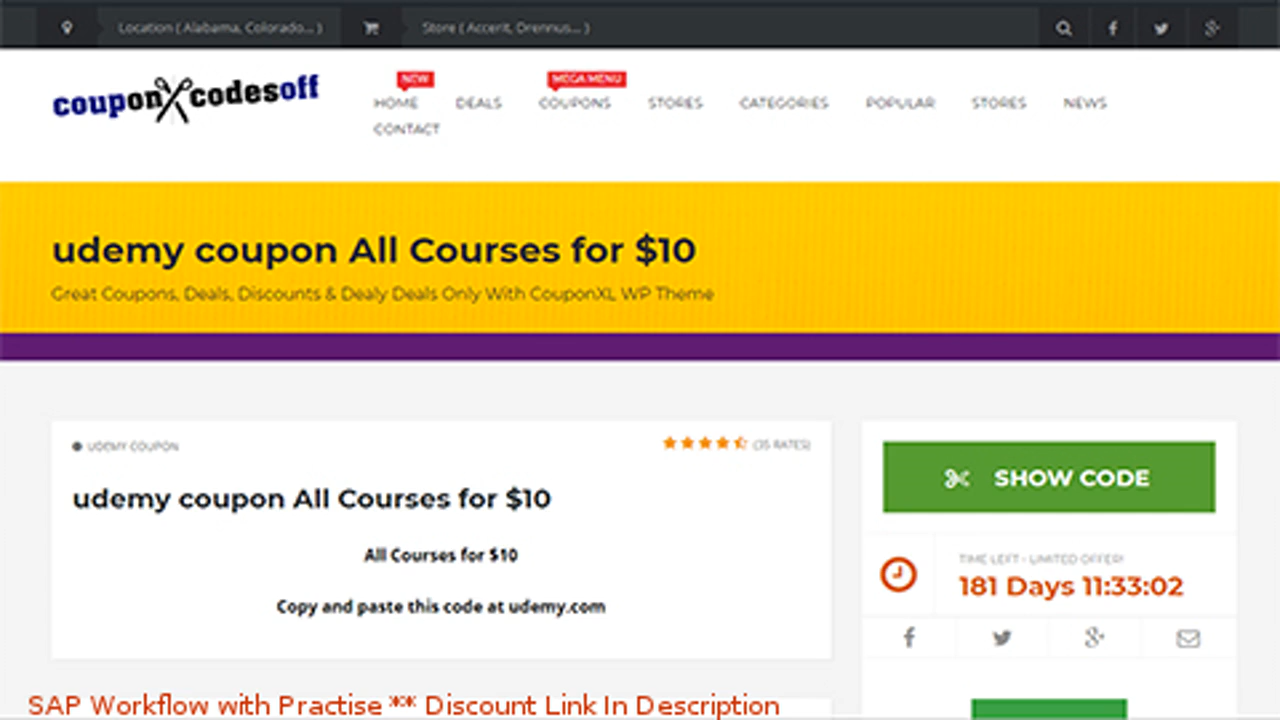 Location ( Alabama, Colorado... )
Store ( Accent, Drennus... )
couponXcodesoff
NEW
MEGA MENU
HOME DEALS COUPONS STORES CATEGORIES POPULAR STORES NEWS
CONTACT
udemy coupon All Courses for $10
Great Coupons, Deals, Discounts & Dealy Deals Only With CouponXL WP Theme
UDEMY COUPON
(35 RATES)
udemy coupon All Courses for $10
All Courses for $10
Copy and paste this code at udemy.com
SHOW CODE
TIME LEFT - LIMITED OFFER!
181 Days 11:33:02
SAP Workflow with Practise ** Discount Link In Description